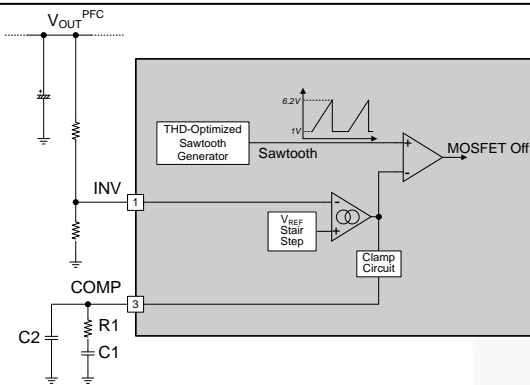 VOUT PFC
6.2V
1V
THD-Optimized
Sawtooth
Generator
Sawtooth
MOSFET Off
INV
1
VREF
Stair
Step
Clamp
Circuit
COMP
3
R1
C2
C1